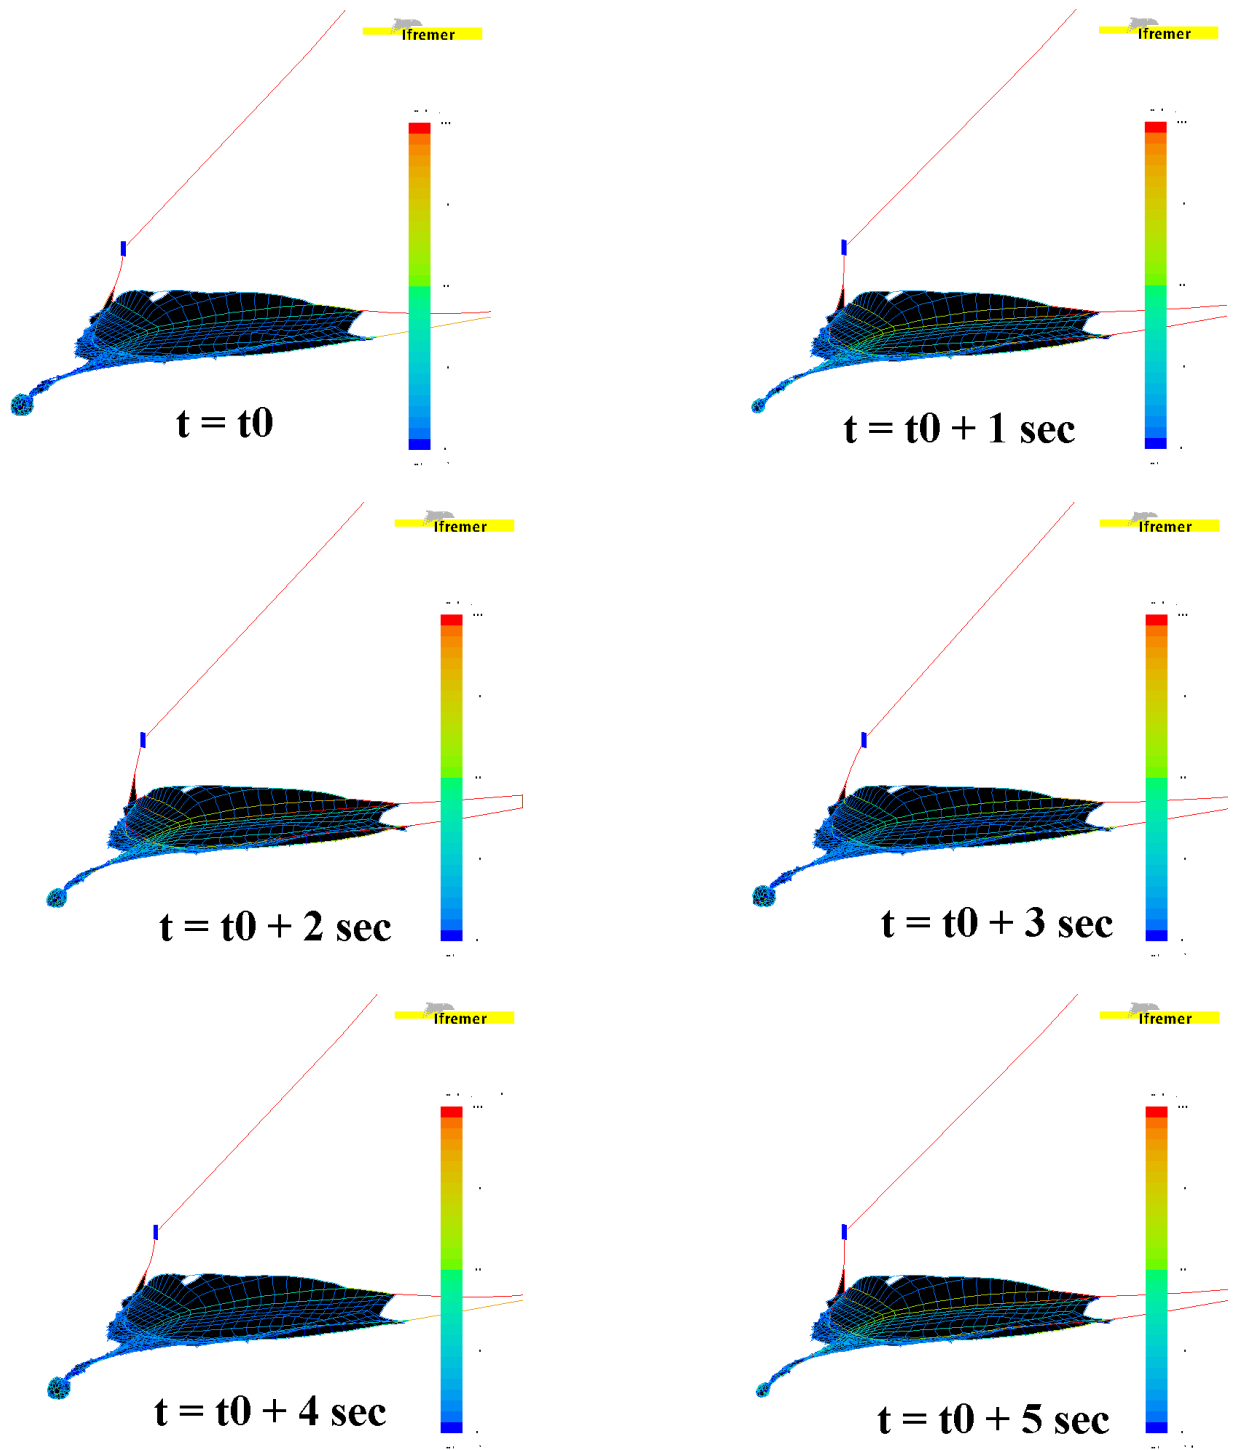 Ifremer
Ifremer
t = t0
t = t0 + 1 sec
Ifremer
Ifremer
t = t0 + 2 sec
t = t0 + 3 sec
Ifremer
Ifremer
t = t0 + 4 sec
t = t0 + 5 sec